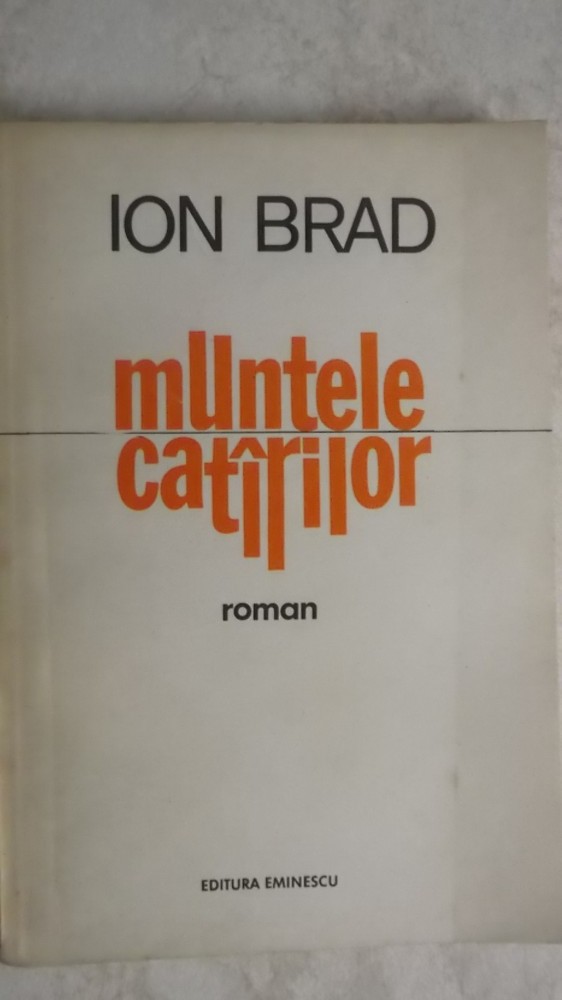 ION BRAD
muntele
catîrilor
roman
EDITURA EMINESCU